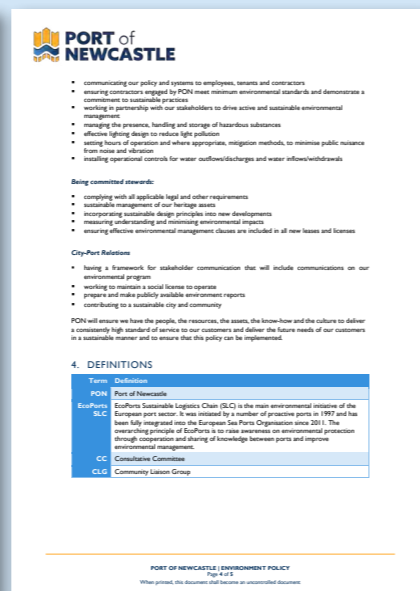 PORT of
NEWCASTLE
• communicating our policy and systems to employees, tenants and contractors
• ensuring contractors engaged by PON meet minimum environmental standards and demonstrate a
commitment to sustainable practices
• working in partnership with our stakeholders to drive active and sustainable environmental
management
• managing the presence, handling and storage of hazardous substances
• effective lighting design to reduce light pollution
• setting hours of operation and where appropriate, mitigation methods, to minimise public nuisance
from noise and vibration
• installing operational controls for water outflows/discharges and water inflows/withdrawals
Being committed stewards:
• complying with all applicable legal and other requirements
• sustainable management of our heritage assets
• incorporating sustainable design principles into new developments
• measuring understanding and minimising environmental impacts
• ensuring effective environmental management clauses are included in all new leases and licenses
City-Port Relations
• having a framework for stakeholder communication that will include communications on our
environmental program
• working to maintain a social license to operate
• prepare and make publicly available environment reports
• contributing to a sustainable city and community
PON will ensure we have the people, the resources, the assets, the know-how and the culture to deliver
a consistently high standard of service to our customers and deliver the future needs of our customers
in a sustainable manner and to ensure that this policy can be implemented.
4. DEFINITIONS
Term Definition
PON Port of Newcastle
EcoPorts EcoPorts Sustainable Logistics Chain (SLC) is the main environmental initiative of the
SLC European port sector. It was initiated by a number of proactive ports in 1997 and has
been fully integrated into the European Sea Ports Organisation since 2011. The
overarching principle of EcoPorts is to raise awareness on environmental protection
through cooperation and sharing of knowledge between ports and improve
environmental management.
CC Consultative Committee
CLG Community Liaison Group
PORT OF NEWCASTLE | ENVIRONMENT POLICY
Page 4 of 5
When printed, this document shall become an uncontrolled document